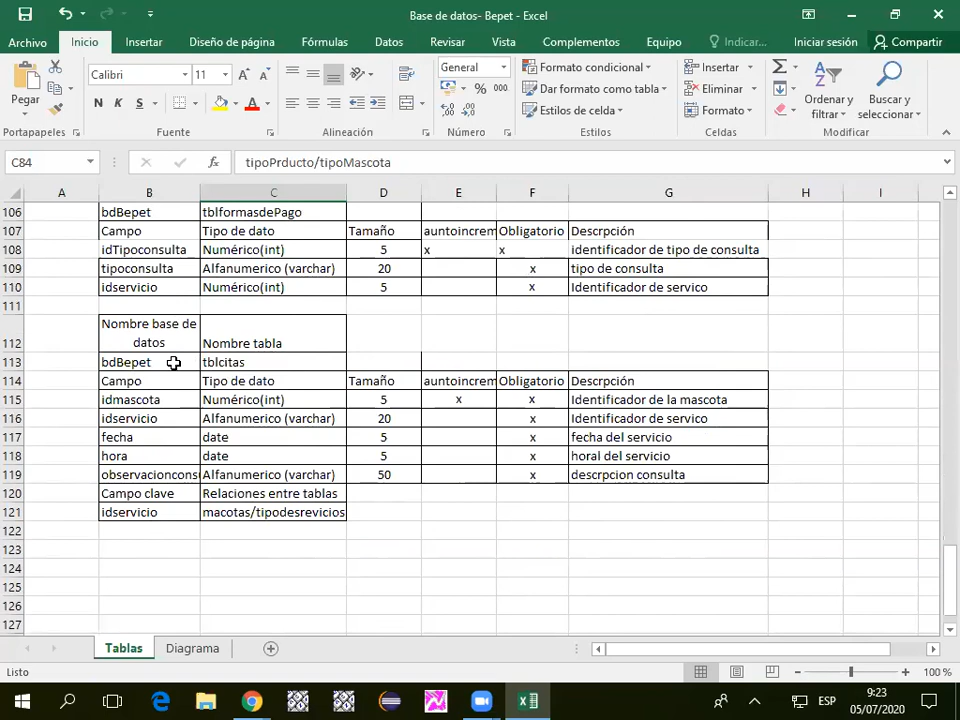 Base de datos- Bepet - Excel
Archivo Inicio Insertar Diseño de página Fórmulas Datos Revisar Vista Complementos Equipo Indicar... Iniciar sesión Compartir
Pegar
Calibri 11
N K S
General
% 000
Formato condicional
Dar formato como tabla
Estilos de celda
Insertar
Eliminar
Formato
Ordenar y filtrar
Buscar y seleccionar
Portapapeles Fuente Alineación Número Estilos Celdas Modificar
C84 fx tipoPrducto/tipoMascota
A B C D E F G H I
106 bdBepet tblformasdePago
107 Campo Tipo de dato Tamaño auntoincrem Obligatorio Descrpción
108 idTipoconsulta Numérico(int) 5 x x identificador de tipo de consulta
109 tipoconsulta Alfanumerico (varchar) 20 x tipo de consulta
110 idservicio Numérico(int) 5 x Identificador de servico
111
Nombre base de
112 datos Nombre tabla
113 bdBepet tblcitas
114 Campo Tipo de dato Tamaño auntoincrem Obligatorio Descrpción
115 idmascota Numérico(int) 5 x x Identificador de la mascota
116 idservicio Alfanumerico (varchar) 20 x Identificador de servico
117 fecha date 5 x fecha del servicio
118 hora date 5 x horal del servicio
119 observacioncons Alfanumerico (varchar) 50 x descrpcion consulta
120 Campo clave Relaciones entre tablas
121 idservicio macotas/tipodesrevicios
122
123
124
125
126
127
Tablas Diagrama
Listo 100 %
ESP
9:23
05/07/2020